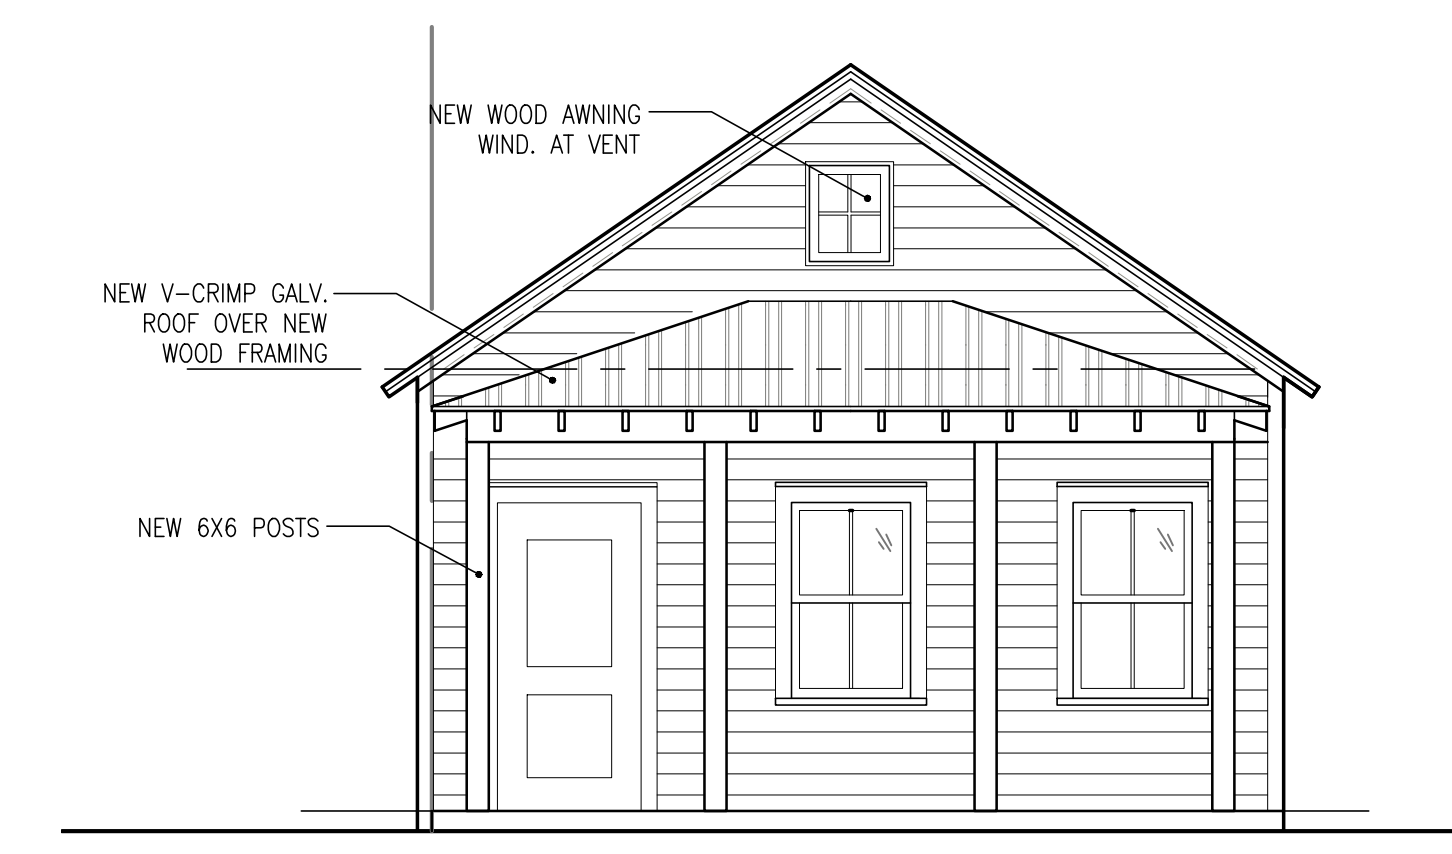 NEW WOOD AWNING
WIND. AT VENT
NEW V-CRIMP GALV.
ROOF OVER NEW
WOOD FRAMING
NEW 6X6 POSTS